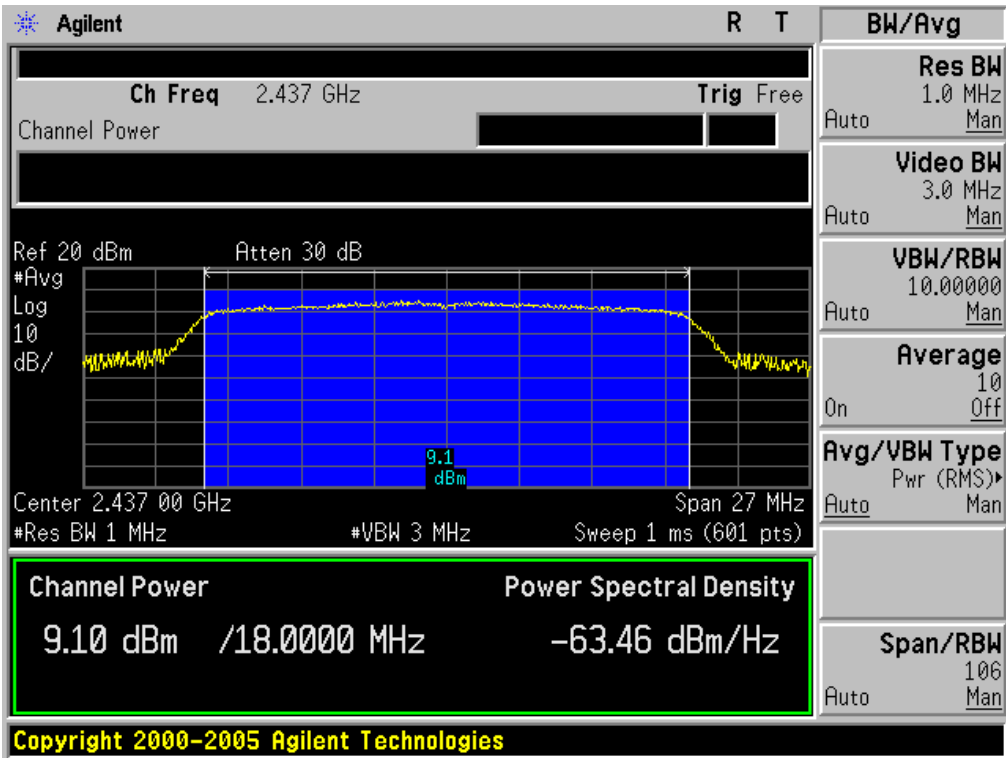 Agilent R T
Ch Freq 2.437 GHz Trig Free
Channel Power
Ref 20 dBm Atten 30 dB
#Avg
Log
10
dB/
9.1
dBm
Center 2.437 00 GHz Span 27 MHz
#Res BW 1 MHz #VBW 3 MHz Sweep 1 ms (601 pts)
Channel Power Power Spectral Density
9.10 dBm /18.0000 MHz -63.46 dBm/Hz
Copyright 2000-2005 Agilent Technologies
BW/Avg
Res BW
1.0 MHz
Auto Man
Video BW
3.0 MHz
Auto Man
VBW/RBW
10.00000
Auto Man
Average
10
On Off
Avg/VBW Type
Pwr (RMS)▸
Auto Man
Span/RBW
106
Auto Man